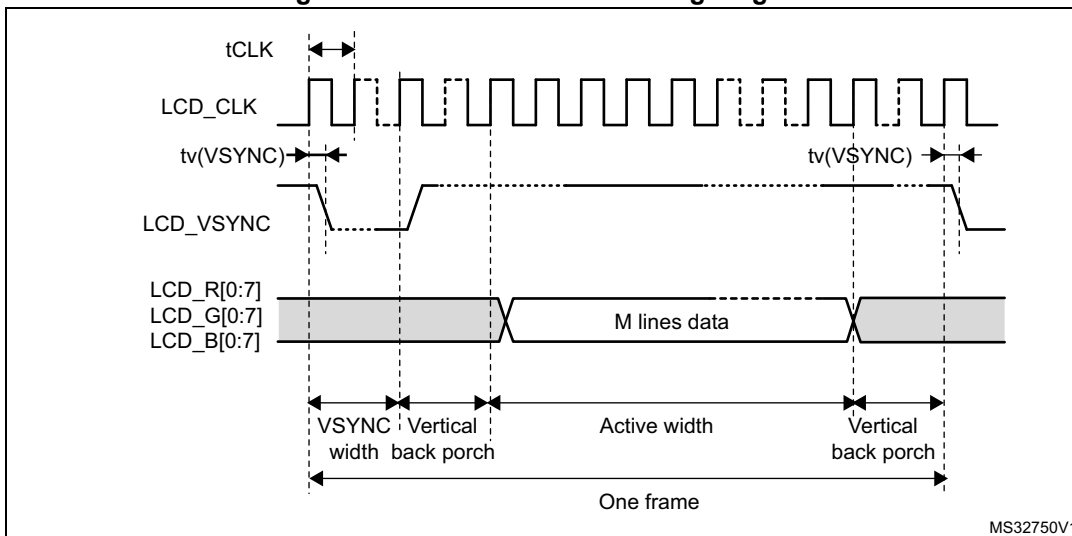 tCLK
LCD_CLK
tv(VSYNC)
tv(VSYNC)
LCD_VSYNC
LCD_R[0:7]
LCD_G[0:7]
LCD_B[0:7]
M lines data
VSYNC width
Vertical back porch
Active width
Vertical back porch
One frame
MS32750V1